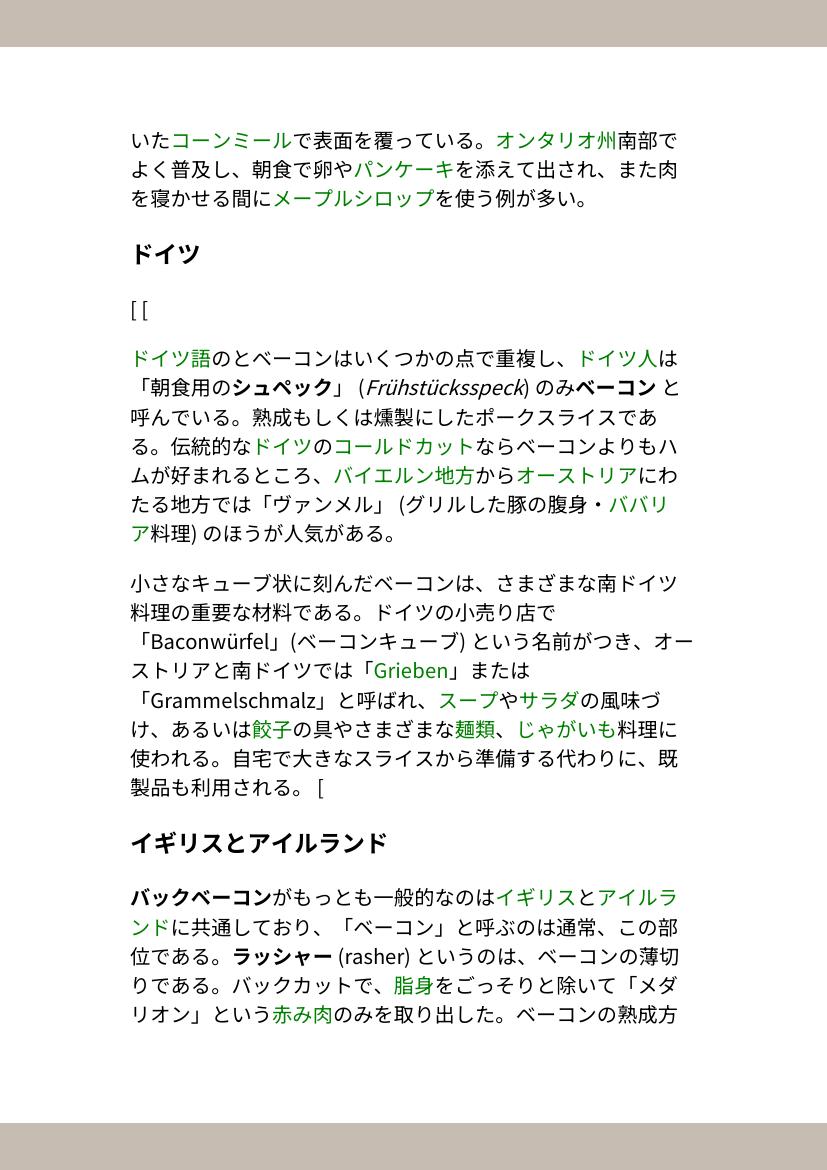 いたコーンミールで表面を覆っている。オンタリオ州南部で
よく普及し、朝食で卵やパンケーキを添えて出され、また肉
を寝かせる間にメープルシロップを使う例が多い。
ドイツ
[ [
ドイツ語のとベーコンはいくつかの点で重複し、ドイツ人は
「朝食用のシュペック」 (Frühstücksspeck) のみベーコン と
呼んでいる。熟成もしくは燻製にしたポークスライスであ
る。伝統的なドイツのコールドカットならベーコンよりもハ
ムが好まれるところ、バイエルン地方からオーストリアにわ
たる地方では「ヴァンメル」 (グリルした豚の腹身・ババリ
ア料理) のほうが人気がある。
小さなキューブ状に刻んだベーコンは、さまざまな南ドイツ
料理の重要な材料である。ドイツの小売り店で
「Baconwürfel」(ベーコンキューブ) という名前がつき、オー
ストリアと南ドイツでは「Grieben」または
「Grammelschmalz」と呼ばれ、スープやサラダの風味づ
け、あるいは餃子の具やさまざまな麺類、じゃがいも料理に
使われる。自宅で大きなスライスから準備する代わりに、既
製品も利用される。 [
イギリスとアイルランド
バックベーコンがもっとも一般的なのはイギリスとアイルラ
ンドに共通しており、「ベーコン」と呼ぶのは通常、この部
位である。ラッシャー (rasher) というのは、ベーコンの薄切
りである。バックカットで、脂身をごっそりと除いて「メダ
リオン」という赤み肉のみを取り出した。ベーコンの熟成方